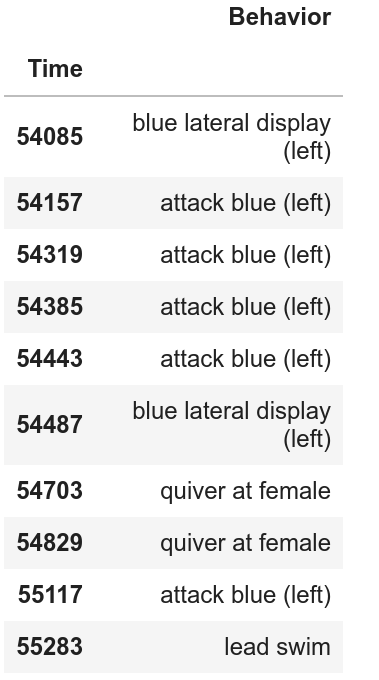 Behavior
Time
54085 blue lateral display
(left)
54157 attack blue (left)
54319 attack blue (left)
54385 attack blue (left)
54443 attack blue (left)
54487 blue lateral display
(left)
54703 quiver at female
54829 quiver at female
55117 attack blue (left)
55283 lead swim